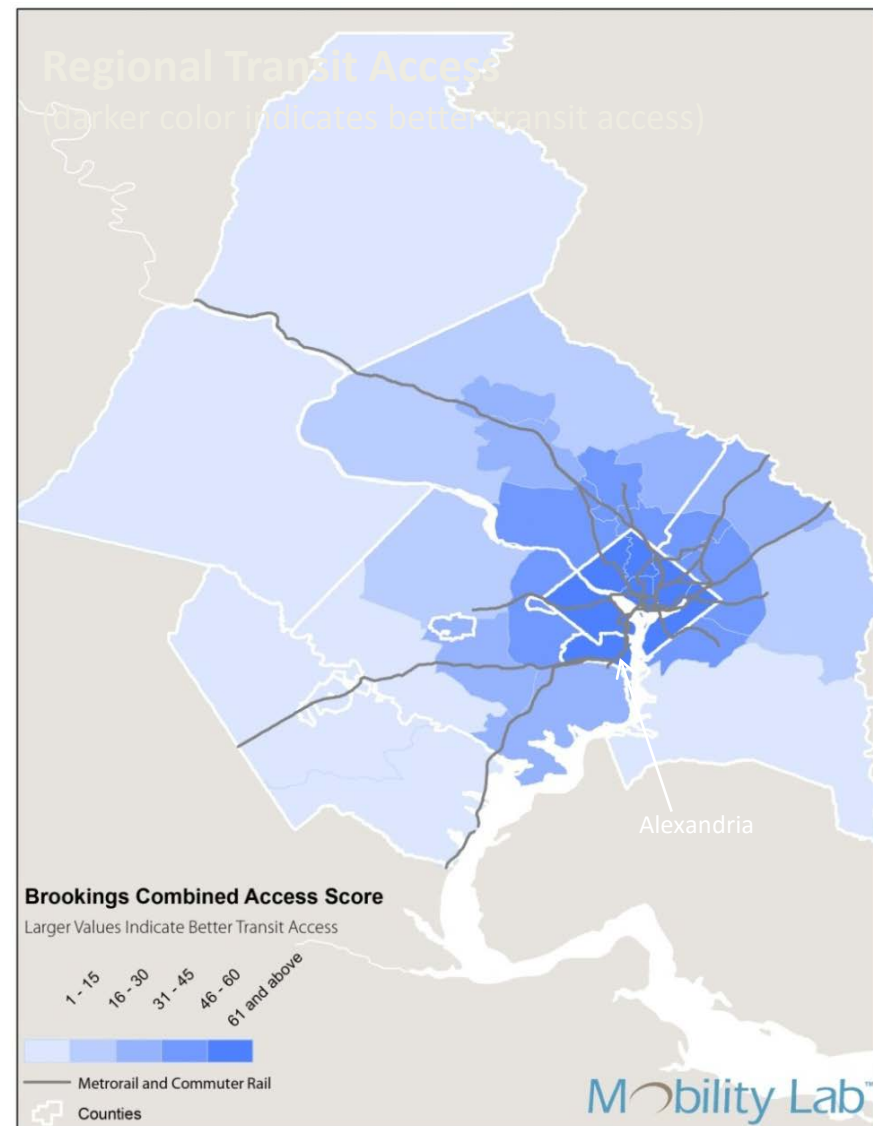 Regional Transit Access
(darker color indicates better transit access)
Alexandria
Brookings Combined Access Score
Larger Values Indicate Better Transit Access
1 - 15
16 - 30
31 - 45
46 - 60
61 and above
Metrorail and Commuter Rail
Counties
Mobility Lab™